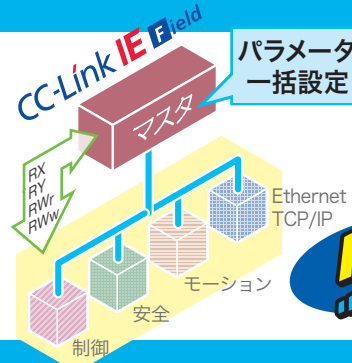 CC-Link IE Field
パラメータ
一括設定
マスタ
RX
RY
RWr
RWw
Ethernet
TCP/IP
モーション
安全
制御